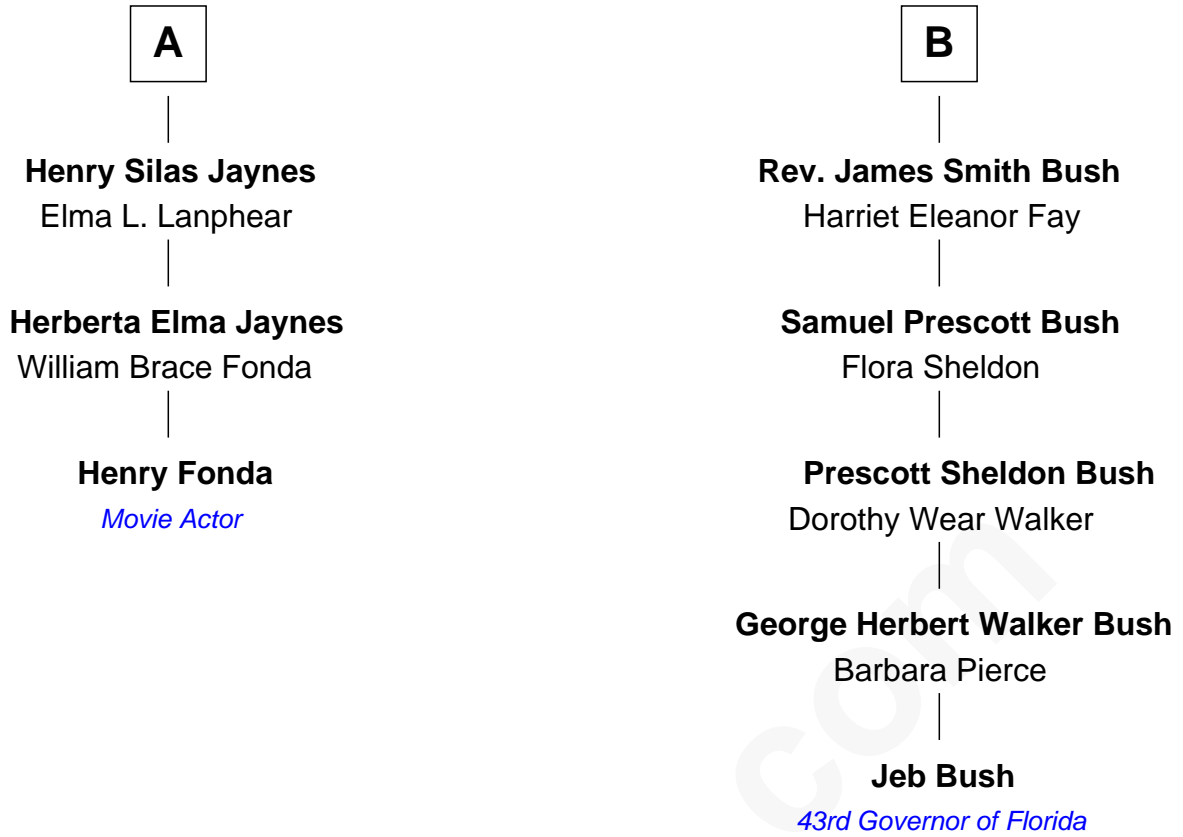 A
Henry Silas Jaynes
Elma L. Lanphear
Herberta Elma Jaynes
William Brace Fonda
Henry Fonda
Movie Actor
B
Rev. James Smith Bush
Harriet Eleanor Fay
Samuel Prescott Bush
Flora Sheldon
Prescott Sheldon Bush
Dorothy Wear Walker
George Herbert Walker Bush
Barbara Pierce
Jeb Bush
43rd Governor of Florida
com